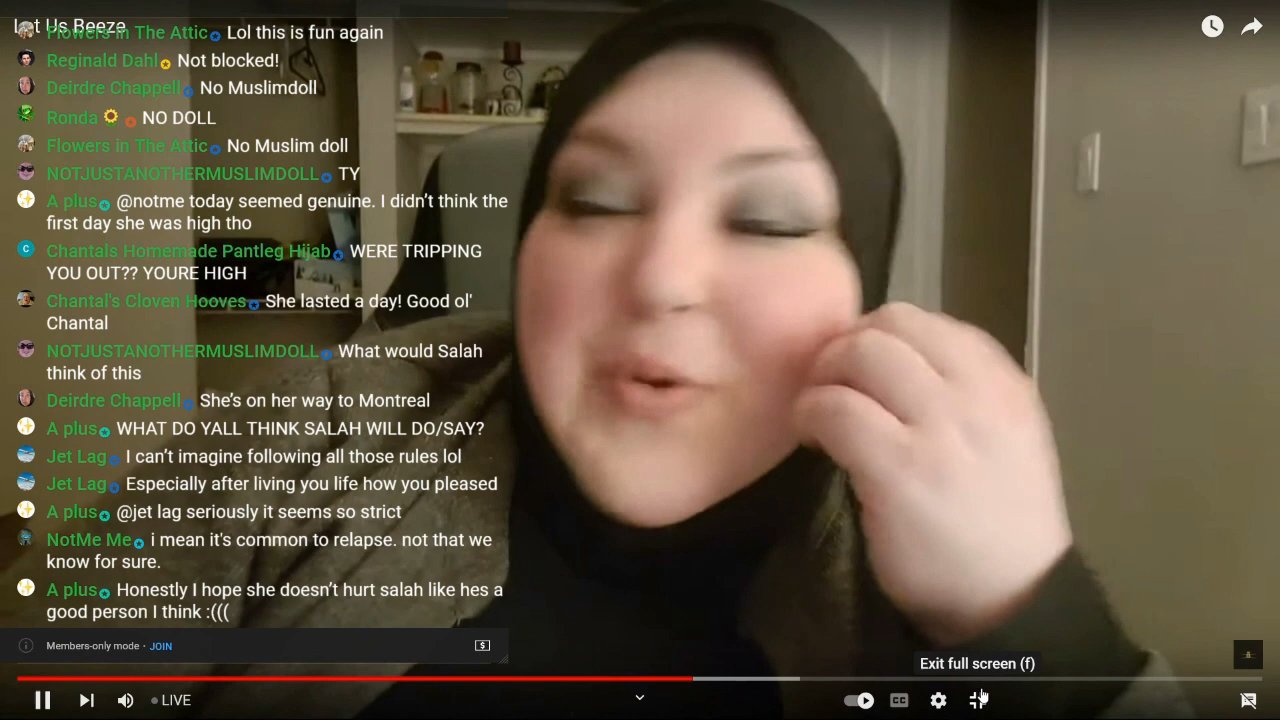 Let Us Beeze
Flowers in The Attic Lol this is fun again
Reginald Dahl Not blocked!
Deirdre Chappell No Muslimdoll
Ronda NO DOLL
Flowers in The Attic No Muslim doll
NOTJUSTANOTHERMUSLIMDOLL TY
A plus @notme today seemed genuine. I didn’t think the
first day she was high tho
C
Chantals Homemade Pantleg Hijab WERE TRIPPING
YOU OUT?? YOURE HIGH
Chantal's Cloven Hooves She lasted a day! Good ol'
Chantal
NOTJUSTANOTHERMUSLIMDOLL What would Salah
think of this
Deirdre Chappell She’s on her way to Montreal
A plus WHAT DO YALL THINK SALAH WILL DO/SAY?
Jet Lag I can’t imagine following all those rules lol
Jet Lag Especially after living you life how you pleased
A plus @jet lag seriously it seems so strict
NotMe Me i mean it's common to relapse. not that we
know for sure.
A plus Honestly I hope she doesn’t hurt salah like hes a
good person I think :(((
Members-only mode · JOIN
$
Exit full screen (f)
LIVE
CC